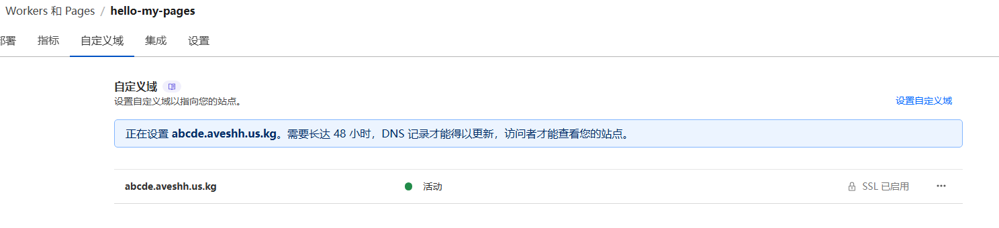 Workers 和 Pages / hello-my-pages
部署 指标 自定义域 集成 设置
自定义域
设置自定义域以指向您的站点。
设置自定义域
正在设置 abcde.aveshh.us.kg。需要长达 48 小时，DNS 记录才能得以更新，访问者才能查看您的站点。
abcde.aveshh.us.kg 活动 SSL 已启用 ···